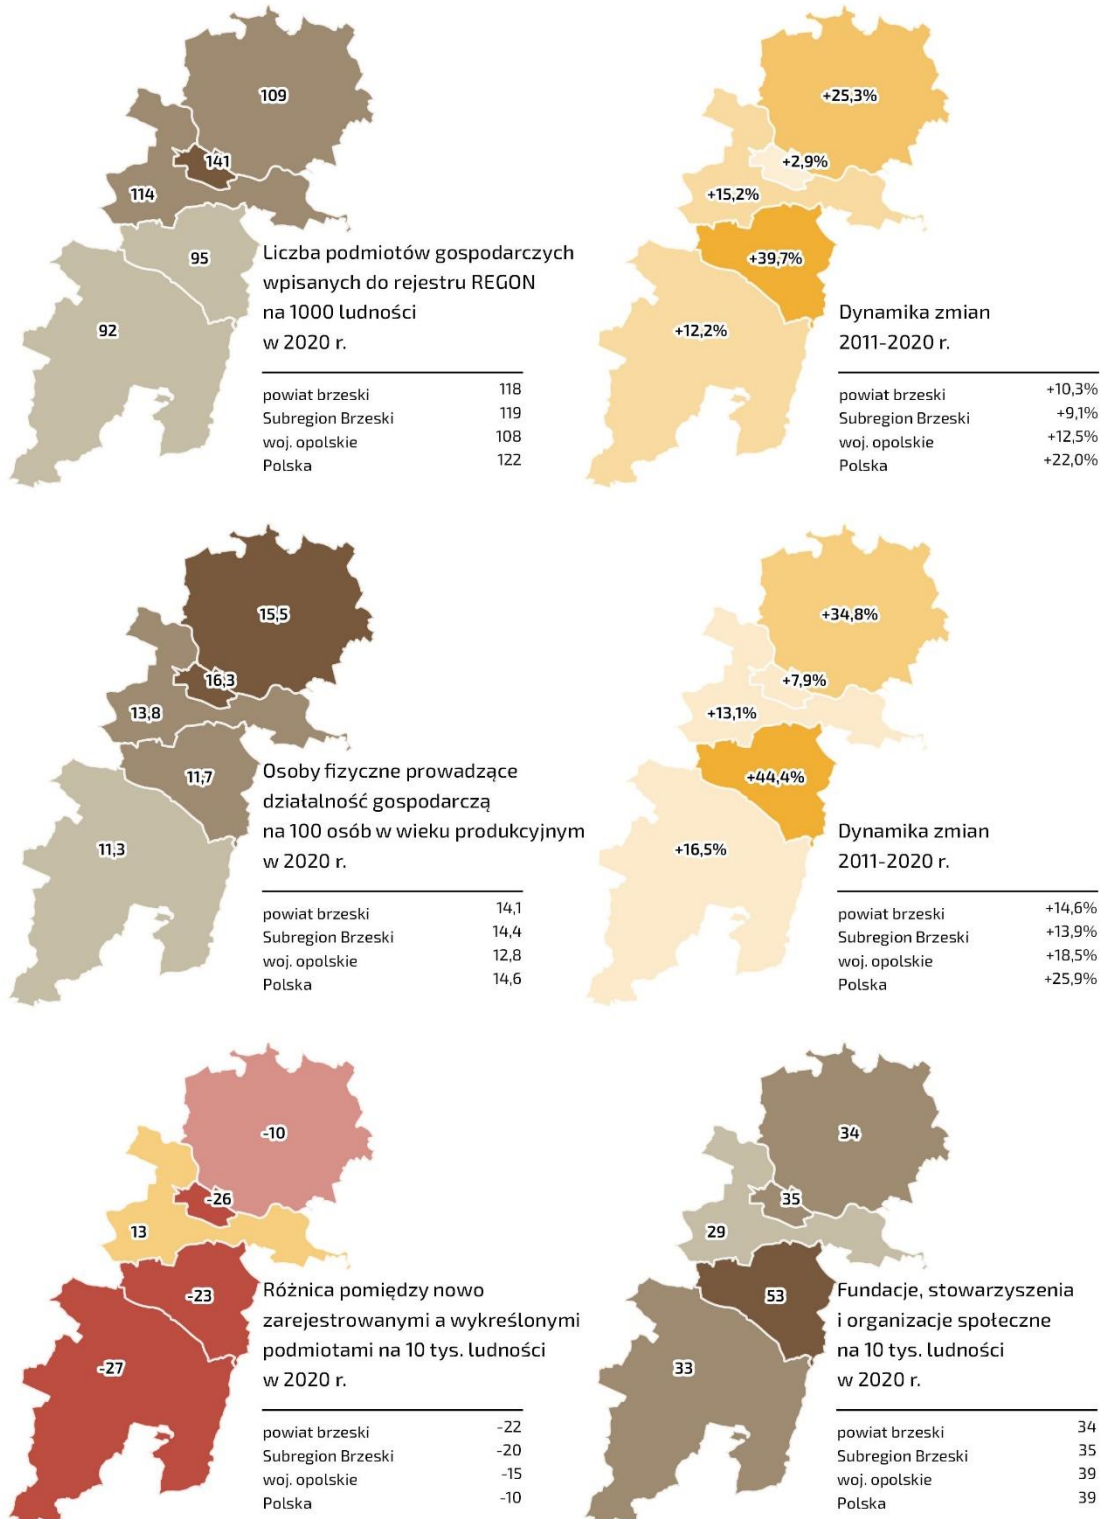 109
141
114
95
92
Liczba podmiotów gospodarczych
wpisanych do rejestru REGON
na 1000 ludności
w 2020 r.
powiat brzeski 118
Subregion Brzeski 119
woj. opolskie 108
Polska 122
+25,3%
+2,9%
+15,2%
+39,7%
+12,2%
Dynamika zmian
2011-2020 r.
powiat brzeski +10,3%
Subregion Brzeski +9,1%
woj. opolskie +12,5%
Polska +22,0%
15,5
16,3
13,8
11,7
11,3
Osoby fizyczne prowadzące
działalność gospodarczą
na 100 osób w wieku produkcyjnym
w 2020 r.
powiat brzeski 14,1
Subregion Brzeski 14,4
woj. opolskie 12,8
Polska 14,6
+34,8%
+7,9%
+13,1%
+44,4%
+16,5%
Dynamika zmian
2011-2020 r.
powiat brzeski +14,6%
Subregion Brzeski +13,9%
woj. opolskie +18,5%
Polska +25,9%
-10
-26
13
-23
-27
Różnica pomiędzy nowo
zarejestrowanymi a wykreślonymi
podmiotami na 10 tys. ludności
w 2020 r.
powiat brzeski -22
Subregion Brzeski -20
woj. opolskie -15
Polska -10
34
35
29
53
33
Fundacje, stowarzyszenia
i organizacje społeczne
na 10 tys. ludności
w 2020 r.
powiat brzeski 34
Subregion Brzeski 35
woj. opolskie 39
Polska 39